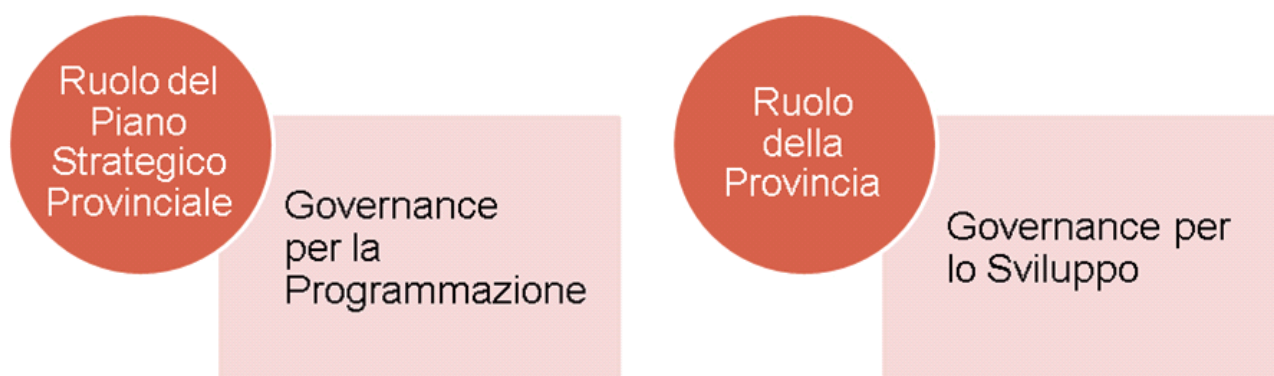 Ruolo del
Piano
Strategico
Provinciale
Governance
per la
Programmazione
Ruolo
della
Provincia
Governance per
lo Sviluppo